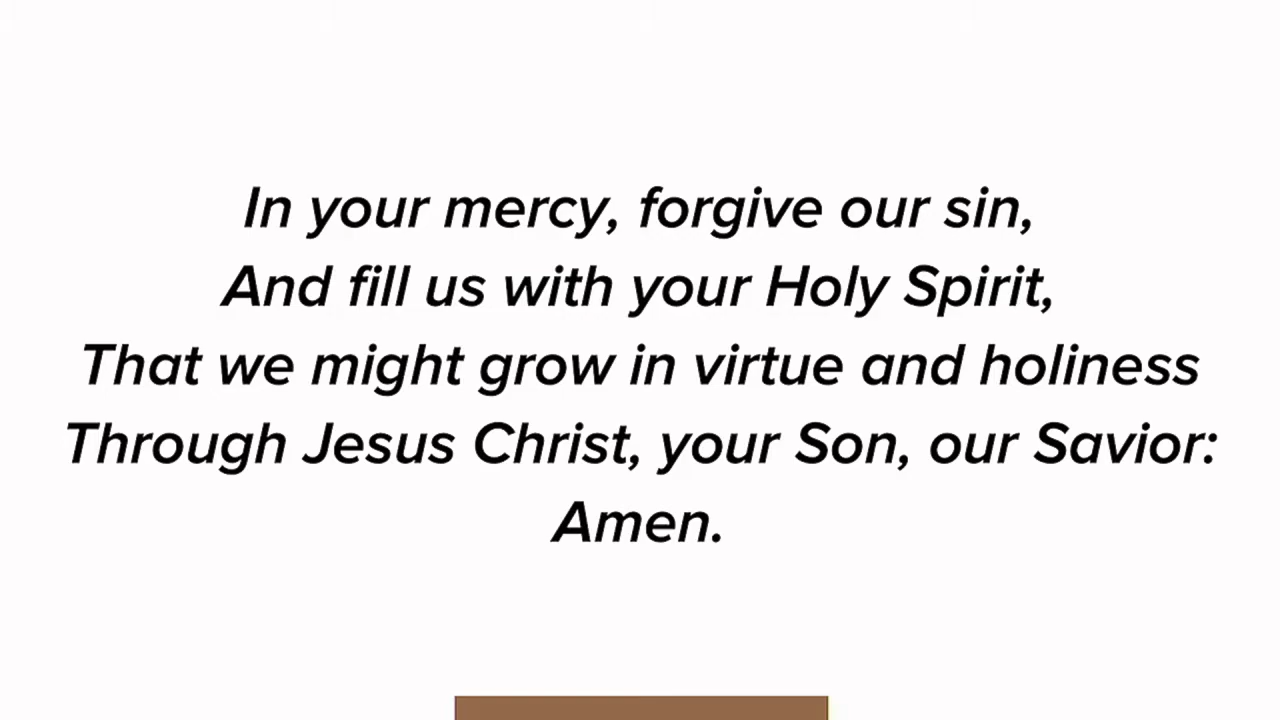 In your mercy, forgive our sin,
And fill us with your Holy Spirit,
That we might grow in virtue and holiness
Through Jesus Christ, your Son, our Savior:
Amen.